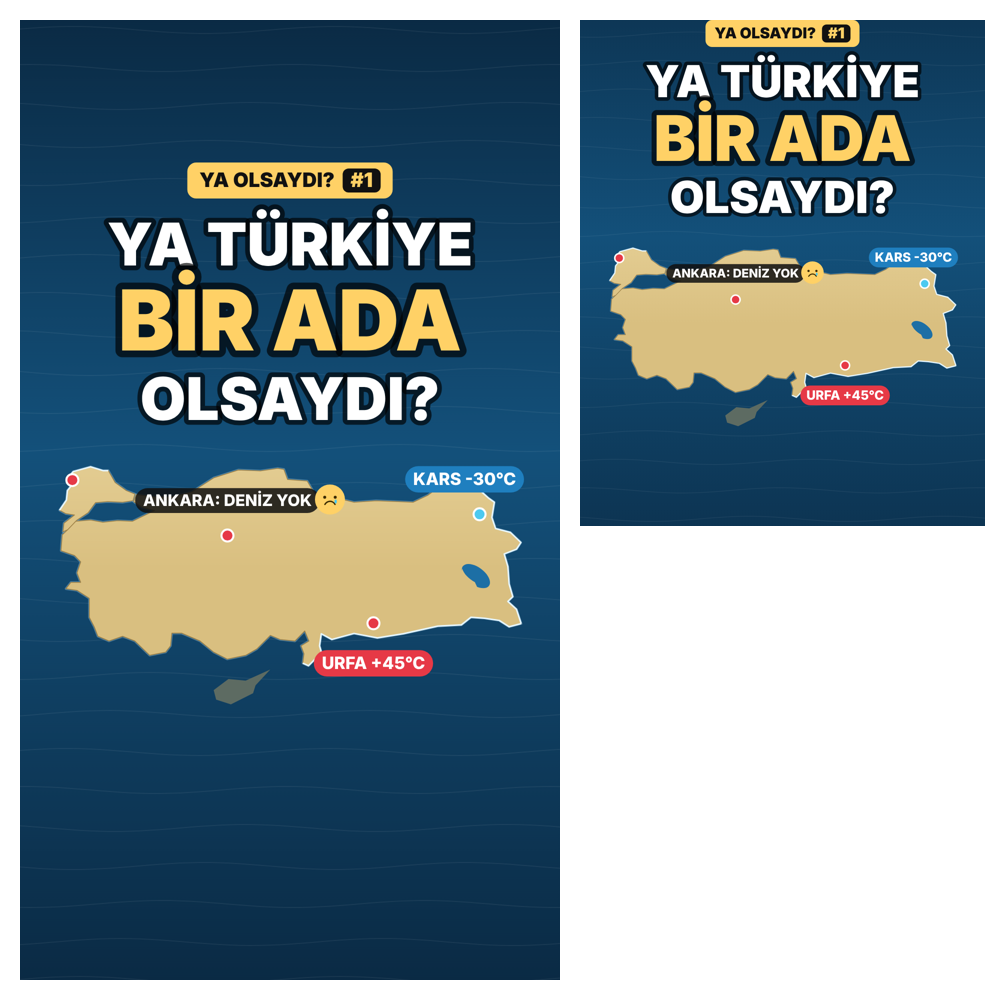 YA OLSAYDI? #1
YA TÜRKİYE
BİR ADA
OLSAYDI?
KARS -30°C
ANKARA: DENİZ YOK
URFA +45°C
YA OLSAYDI? #1
YA TÜRKİYE
BİR ADA
OLSAYDI?
KARS -30°C
ANKARA: DENİZ YOK
URFA +45°C